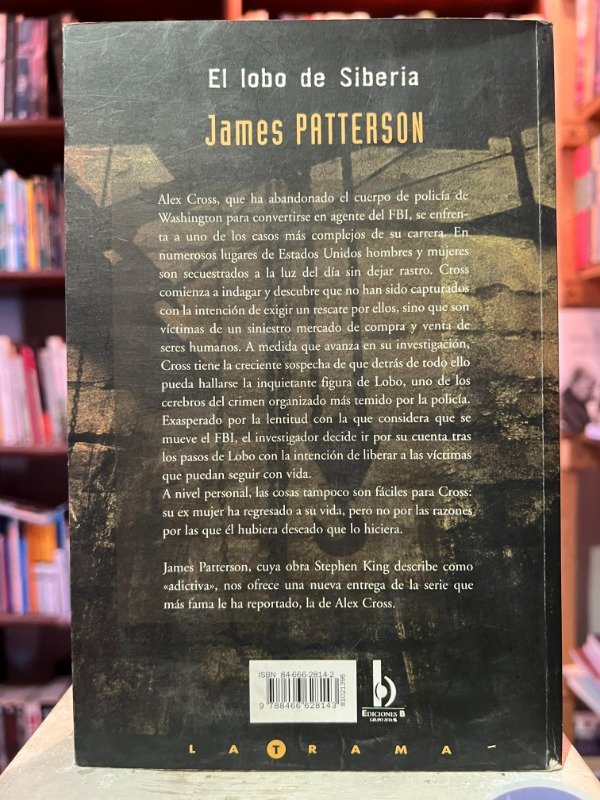 El lobo de Siberia
James PATTERSON
Alex Cross, que ha abandonado el cuerpo de policía de
Washington para convertirse en agente del FBI, se enfren-
ta a uno de los casos más complejos de su carrera. En
numerosos lugares de Estados Unidos hombres y mujeres
son secuestrados a la luz del día sin dejar rastro. Cross
comienza a indagar y descubre que no han sido capturados
con la intención de exigir un rescate por ellos, sino que son
víctimas de un siniestro mercado de compra y venta de
seres humanos. A medida que avanza en su investigación,
Cross tiene la creciente sospecha de que detrás de todo ello
pueda hallarse la inquietante figura de Lobo, uno de los
cerebros del crimen organizado más temido por la policía.
Exasperado por la lentitud con la que considera que se
mueve el FBI, el investigador decide ir por su cuenta tras
los pasos de Lobo con la intención de liberar a las víctimas
que puedan seguir con vida.
A nivel personal, las cosas tampoco son fáciles para Cross:
su ex mujer ha regresado a su vida, pero no por las razones
por las que él hubiera deseado que lo hiciera.
James Patterson, cuya obra Stephen King describe como
«adictiva», nos ofrece una nueva entrega de la serie que
más fama le ha reportado, la de Alex Cross.
ISBN 84-666-2814-2
9 788466 628143
81021396
b
EDICIONES B
GRUPO ZETA
LA TRAMA